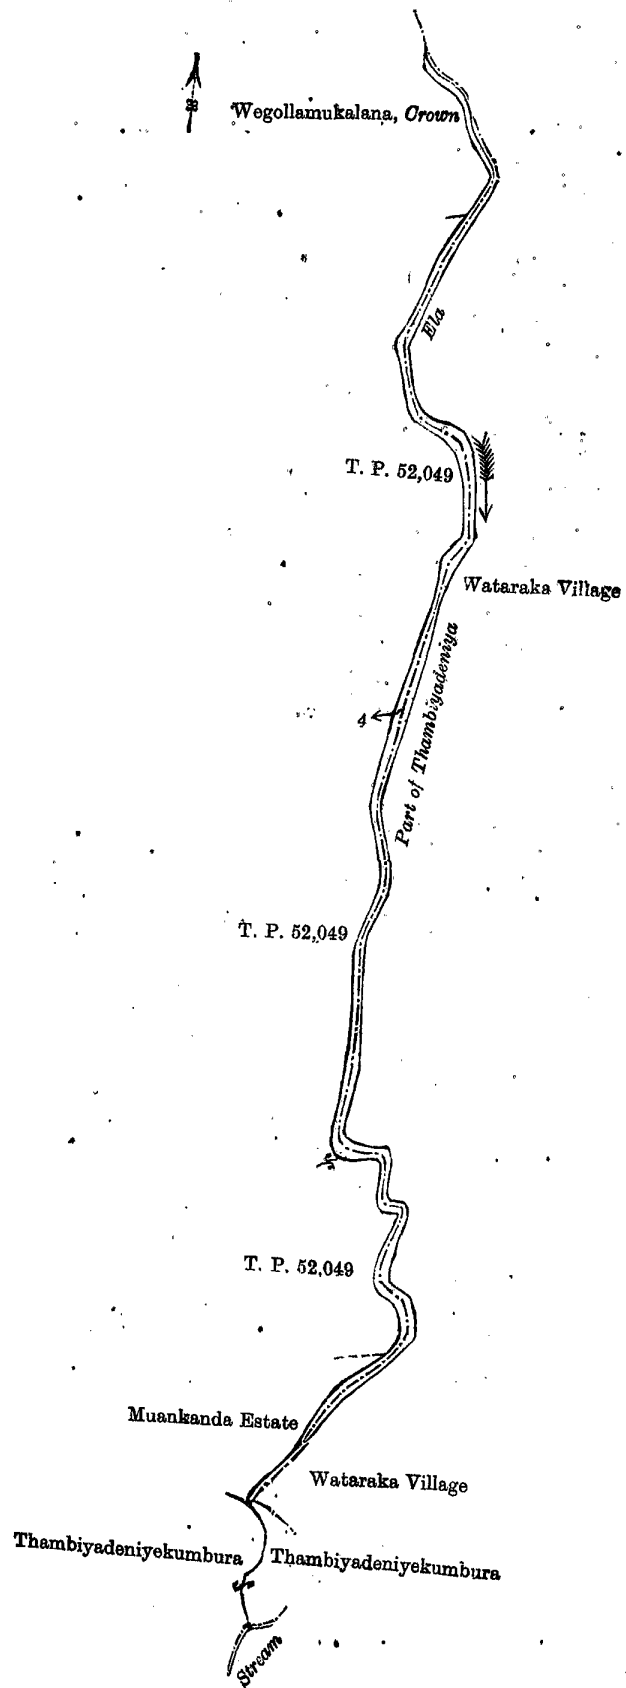 Wegollamukalana, Crown
Ela
T. P. 52,049
Wataraka Village
Part of Thambiyadeniya
4
T. P. 52,049
T. P. 52,049
Muankanda Estate
Wataraka Village
Thambiyadeniyekumbura
Thambiyadeniyekumbura
Stream